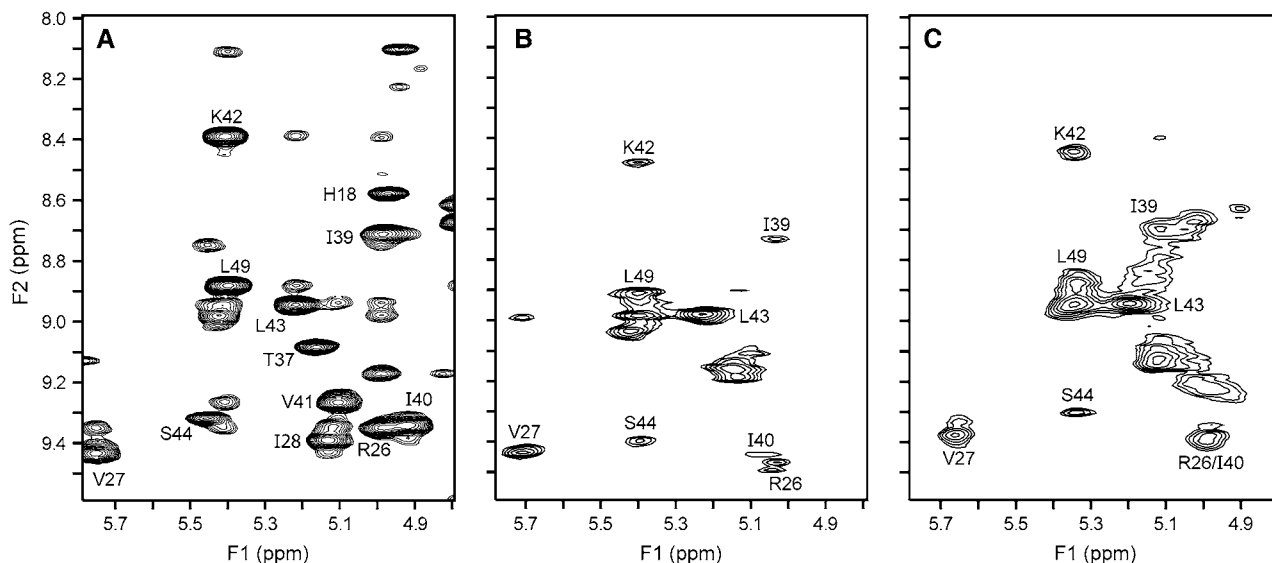 A
B
C
F2 (ppm)
8.0
8.2
8.4
8.6
8.8
9.0
9.2
9.4
K42
H18
I39
L49
L43
T37
V41
I40
S44
I28
R26
V27
5.7
5.5
5.3
5.1
4.9
F1 (ppm)
K42
I39
L49
L43
S44
V27
I40
R26
5.7
5.5
5.3
5.1
4.9
F1 (ppm)
K42
I39
L49
L43
S44
V27
R26/I40
5.7
5.5
5.3
5.1
4.9
F1 (ppm)